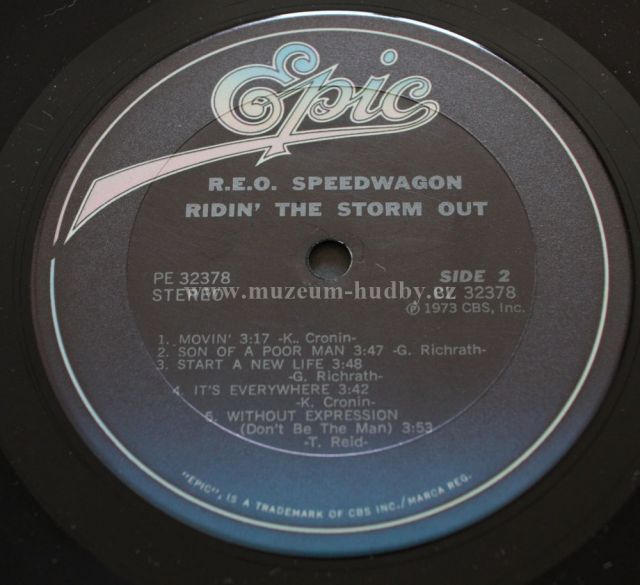 Epic
R.E.O. SPEEDWAGON
RIDIN' THE STORM OUT
PE 32378
STEREO
SIDE 2
BL 32378
℗ 1973 CBS, Inc.
www.muzeum-hudby.cz
1. MOVIN' 3:17 -K. Cronin-
2. SON OF A POOR MAN 3:47 -G. Richrath-
3. START A NEW LIFE 3:48
-G. Richrath-
4. IT'S EVERYWHERE 3:42
-K. Cronin-
5. WITHOUT EXPRESSION
(Don't Be The Man) 3:53
-T. Reid-
"EPIC", IS A TRADEMARK OF CBS INC./MARCA REG.